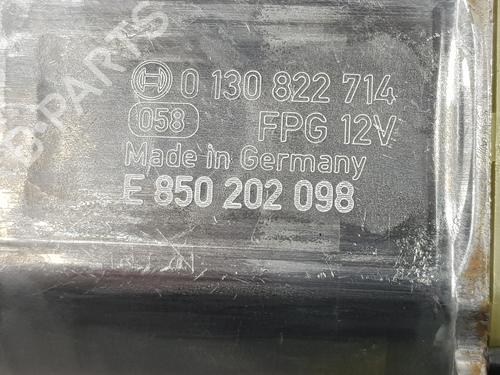 0 130 822 714
058 FPG 12V
Made in Germany
E 850 202 098
B-PARTS